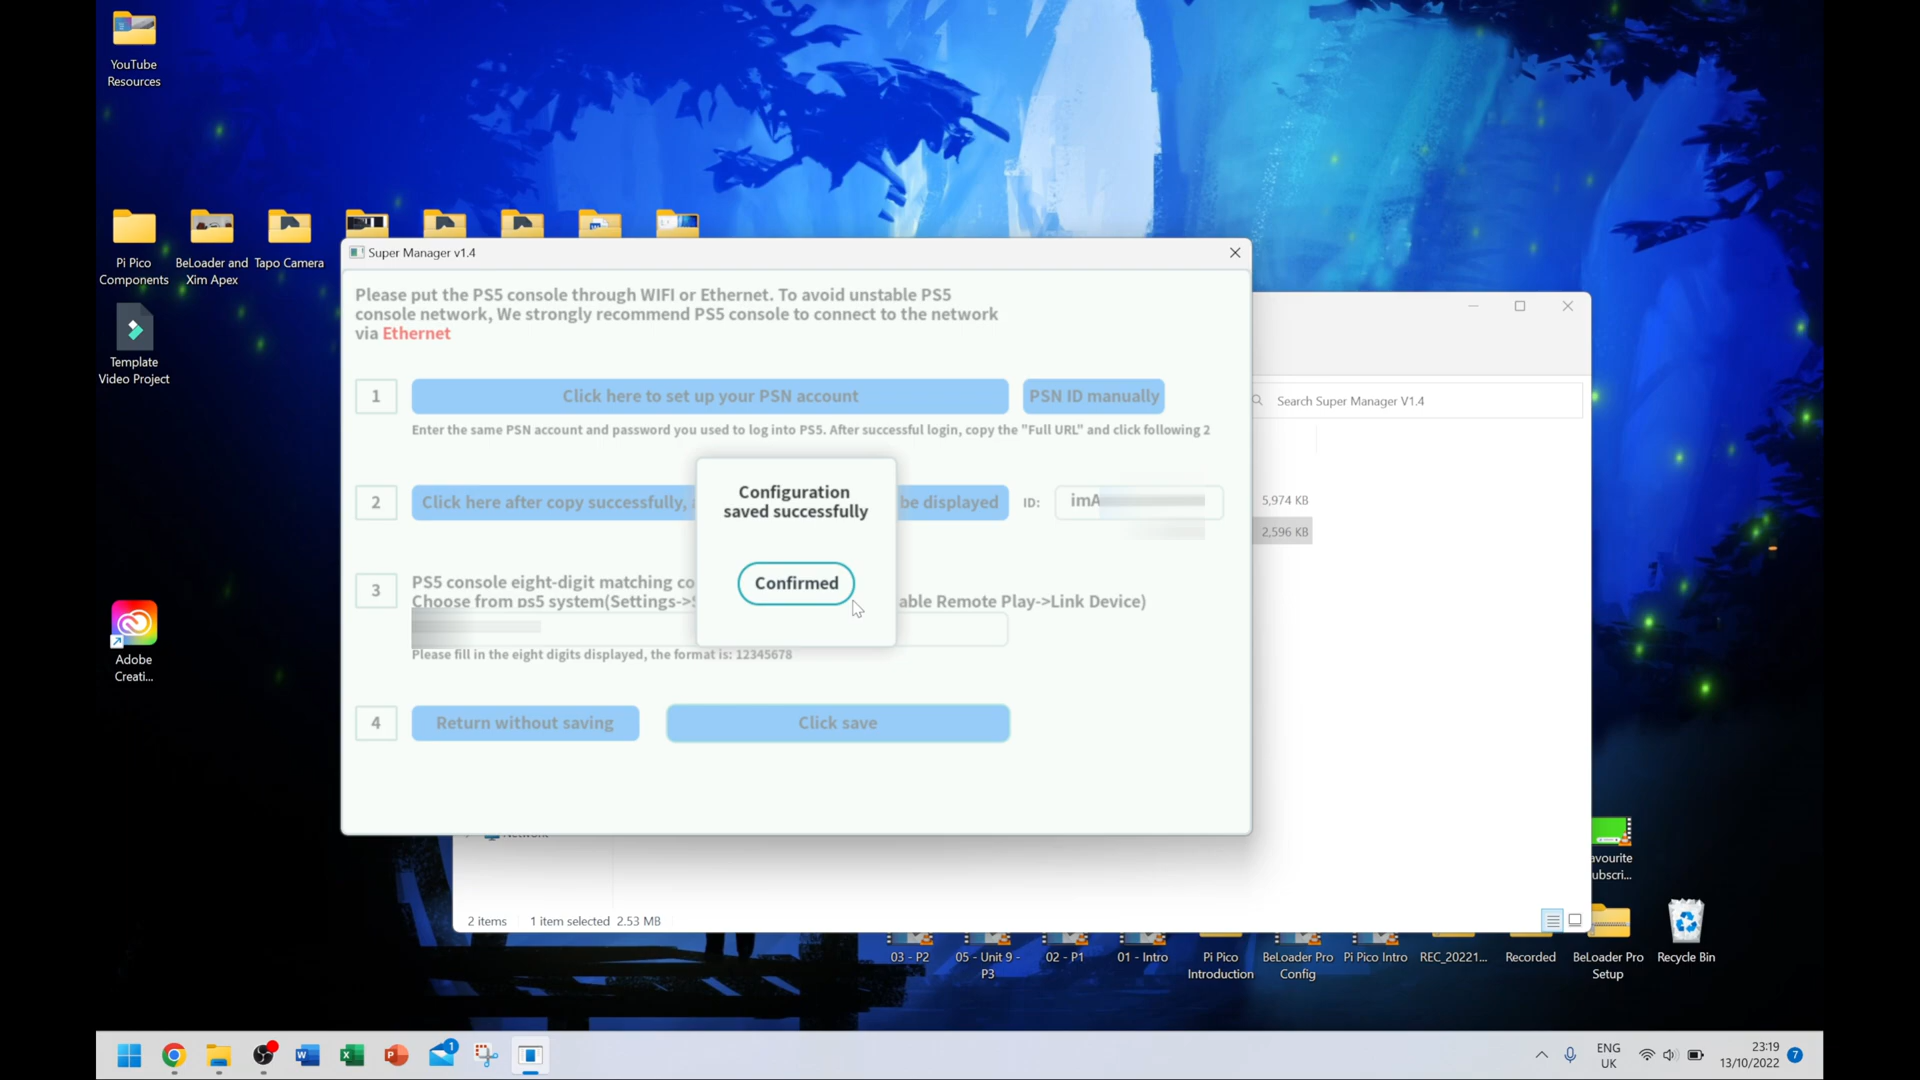 YouTube
Resources
Pi Pico
Components
BeLoader and
Xim Apex
Tapo Camera
Template
Video Project
Adobe
Creati...
Super Manager v1.4
Please put the PS5 console through WIFI or Ethernet. To avoid unstable PS5
console network, We strongly recommend PS5 console to connect to the network
via Ethernet
1
Click here to set up your PSN account
PSN ID manually
Enter the same PSN account and password you used to log into PS5. After successful login, copy the "Full URL" and click following 2
2
Click here after copy successfully,
be displayed
ID:
imA
Configuration
saved successfully
Confirmed
3
PS5 console eight-digit matching co
Choose from ps5 system(Settings->
able Remote Play->Link Device)
Please fill in the eight digits displayed, the format is: 12345678
4
Return without saving
Click save
Search Super Manager V1.4
5,974 KB
2,596 KB
2 items
1 item selected 2.53 MB
avourite
ubscri...
03 - P2
05 - Unit 9 -
P3
02 - P1
01 - Intro
Pi Pico
Introduction
BeLoader Pro
Config
Pi Pico Intro
REC_20221...
Recorded
BeLoader Pro
Setup
Recycle Bin
1
ENG
UK
23:19
13/10/2022
7